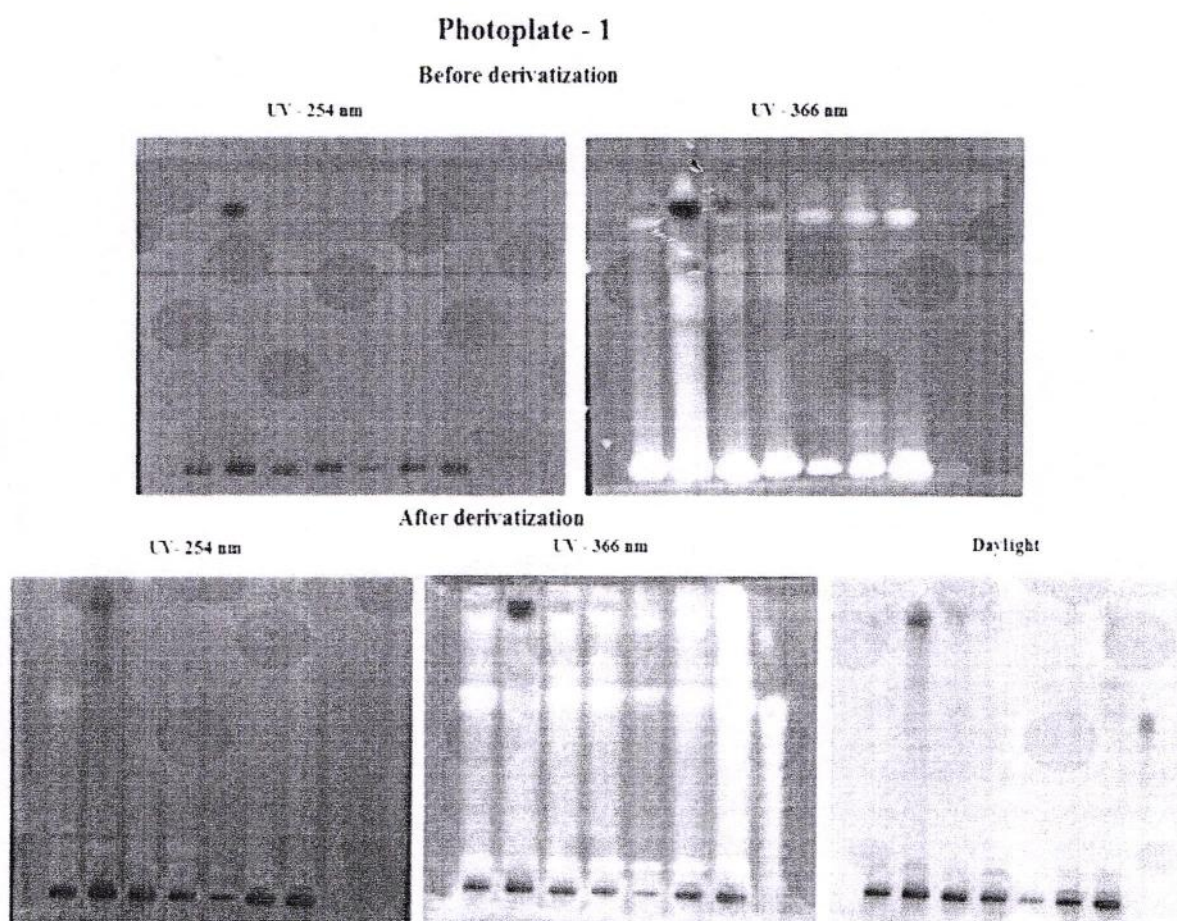 Photoplate - 1
Before derivatization
UV - 254 nm
UV - 366 nm
After derivatization
UV- 254 nm
UV- 366 nm
Daylight